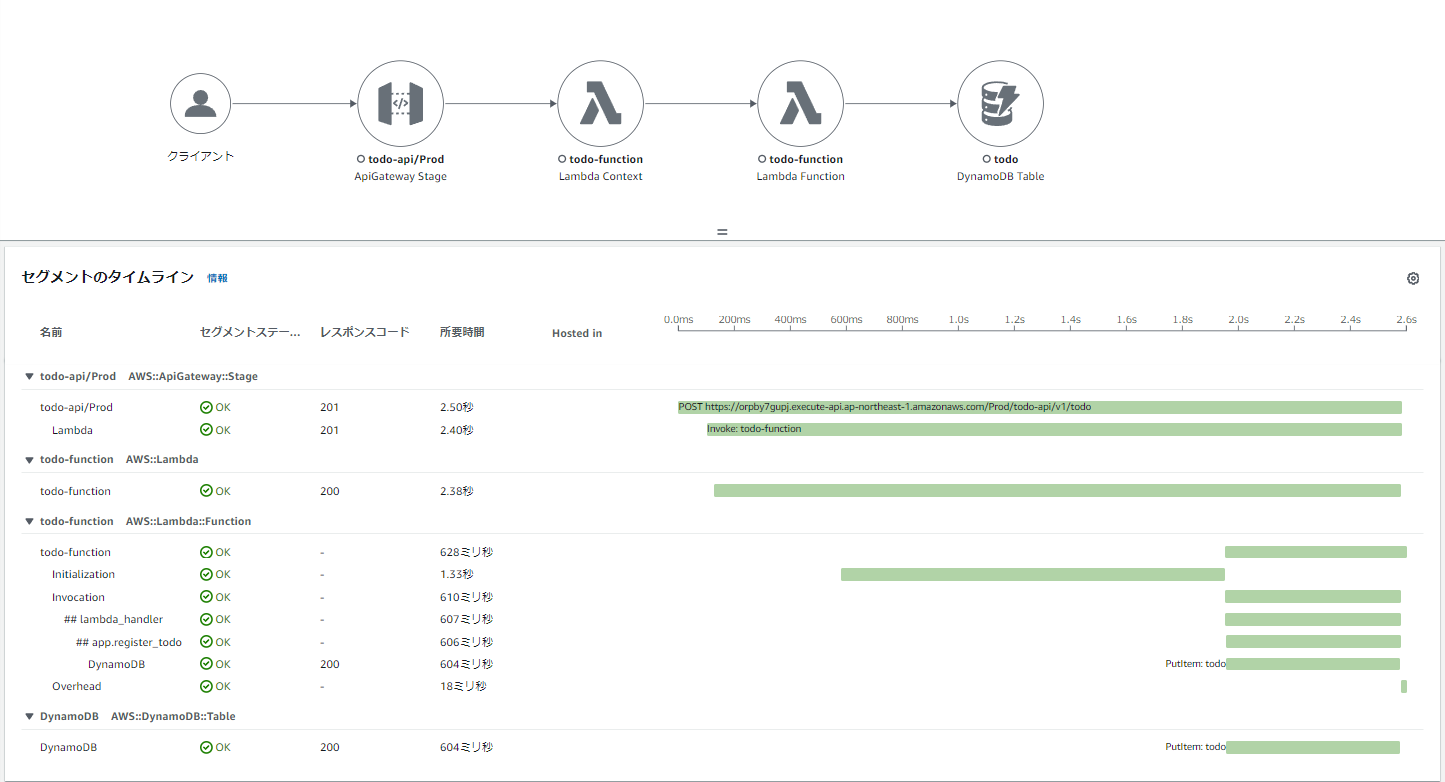 クライアント
todo-api/Prod
ApiGateway Stage
todo-function
Lambda Context
todo-function
Lambda Function
todo
DynamoDB Table
セグメントのタイムライン 情報
名前 セグメントステー... レスポンスコード 所要時間 Hosted in 0.0ms 200ms 400ms 600ms 800ms 1.0s 1.2s 1.4s 1.6s 1.8s 2.0s 2.2s 2.4s 2.6s
todo-api/Prod AWS::ApiGateway::Stage
todo-api/Prod OK 201 2.50秒 POST https://orpby7gupj.execute-api.ap-northeast-1.amazonaws.com/Prod/todo-api/v1/todo
Lambda OK 201 2.40秒 Invoke: todo-function
todo-function AWS::Lambda
todo-function OK 200 2.38秒
todo-function AWS::Lambda::Function
todo-function OK - 628ミリ秒
Initialization OK - 1.33秒
Invocation OK - 610ミリ秒
## lambda_handler OK - 607ミリ秒
## app.register_todo OK - 606ミリ秒
DynamoDB OK 200 604ミリ秒 PutItem: todo
Overhead OK - 18ミリ秒
DynamoDB AWS::DynamoDB::Table
DynamoDB OK 200 604ミリ秒 PutItem: todo